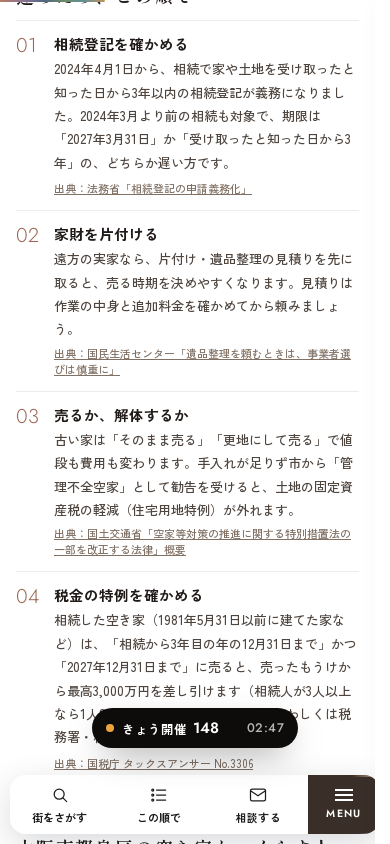 01 相続登記を確かめる
2024年4月1日から、相続で家や土地を受け取ったと
知った日から3年以内の相続登記が義務になりまし
た。2024年3月より前の相続も対象で、期限は
「2027年3月31日」か「受け取ったと知った日から3
年」の、どちらか遅い方です。
出典：法務省「相続登記の申請義務化」
02 家財を片付ける
遠方の実家なら、片付け・遺品整理の見積りを先に
取ると、売る時期を決めやすくなります。見積りは
作業の中身と追加料金を確かめてから頼みましょ
う。
出典：国民生活センター「遺品整理を頼むときは、事業者選
びは慎重に」
03 売るか、解体するか
古い家は「そのまま売る」「更地にして売る」で値
段も費用も変わります。手入れが足りず市から「管
理不全空家」として勧告を受けると、土地の固定資
産税の軽減（住宅用地特例）が外れます。
出典：国土交通省「空家等対策の推進に関する特別措置法の
一部を改正する法律」概要
04 税金の特例を確かめる
相続した空き家（1981年5月31日以前に建てた家な
ど）は、「相続から3年目の年の12月31日まで」かつ
「2027年12月31日まで」に売ると、売ったもうけか
ら最高3,000万円を差し引けます（相続人が3人以上
なら1人
わしくは税
務署・
きょう開催 148 02:47
出典：国税庁 タックスアンサー No.3306
街をさがす
この順で
相談する
MENU